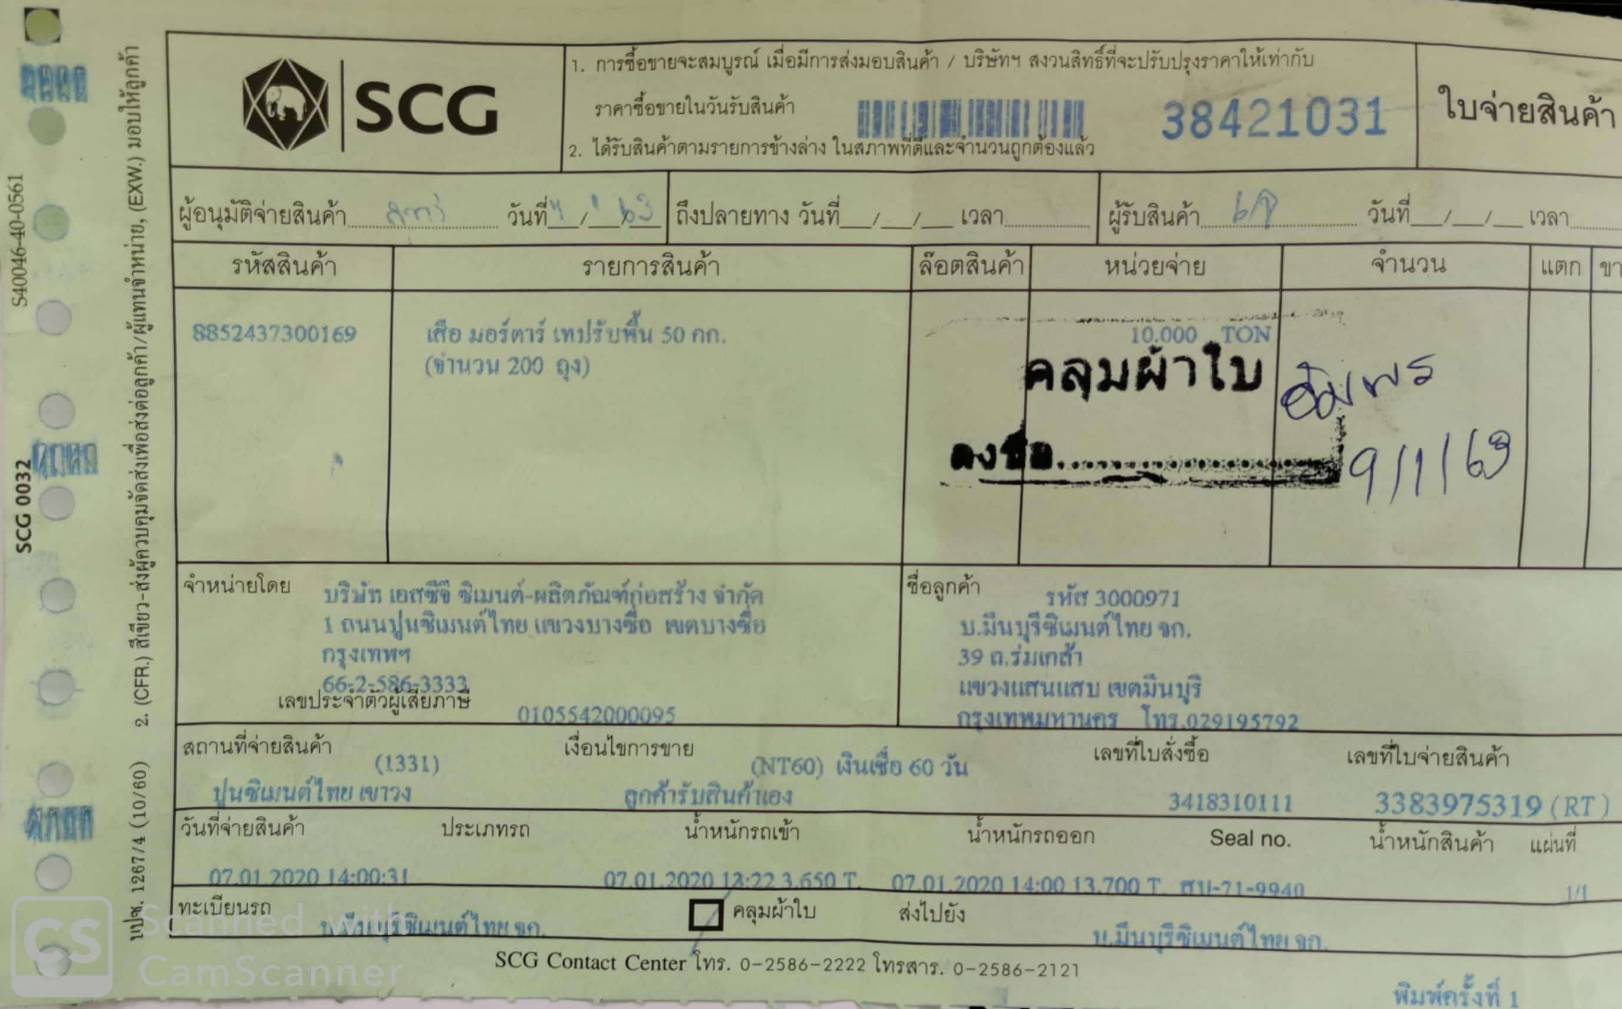 SCG
1. การซื้อขายจะสมบูรณ์ เมื่อมีการส่งมอบสินค้า / บริษัทฯ สงวนสิทธิ์ที่จะปรับปรุงราคาให้เท่ากับ
ราคาซื้อขายในวันรับสินค้า
38421031
2. ได้รับสินค้าตามรายการข้างล่าง ในสภาพที่ดีและจำนวนถูกต้องแล้ว
ใบจ่ายสินค้า
ผู้อนุมัติจ่ายสินค้า วันที่ / / ถึงปลายทาง วันที่ / / เวลา ผู้รับสินค้า วันที่ / / เวลา
รหัสสินค้า รายการสินค้า ล๊อตสินค้า หน่วยจ่าย จำนวน แตก
8852437300169 เสือ มอร์ตาร์ เทปรับพื้น 50 กก. 10.000 TON
(จำนวน 200 ถุง)
คลุมผ้าใบ
ลงชื่อ
อัมพร
9/1/63
จำหน่ายโดย
บริษัท เอสซีจี ซิเมนต์-ผลิตภัณฑ์ก่อสร้าง จำกัด
1 ถนนปูนซิเมนต์ไทย แขวงบางซื่อ เขตบางซื่อ
กรุงเทพฯ
66-2-586-3333
เลขประจำตัวผู้เสียภาษี 0105542000095
ชื่อลูกค้า รหัส 3000971
บ.มีนบุรีซิเมนต์ไทย จก.
39 ถ.ร่มเกล้า
แขวงแสนแสบ เขตมีนบุรี
กรุงเทพมหานคร โทร.029195792
สถานที่จ่ายสินค้า เงื่อนไขการขาย เลขที่ใบสั่งซื้อ เลขที่ใบจ่ายสินค้า
(1331) (NT60) เงินเชื่อ 60 วัน
ปูนซิเมนต์ไทย เขาวง ลูกค้ารับสินค้าเอง 3418310111 3383975319 (RT)
วันที่จ่ายสินค้า ประเภทรถ น้ำหนักรถเข้า น้ำหนักรถออก Seal no. น้ำหนักสินค้า แผ่นที่
07.01.2020 14:00:31 07.01.2020 13:22 3.650 T. 07.01.2020 14:00 13.700 T. สบ-71-9940 1/1
ทะเบียนรถ บ.มีนบุรีซิเมนต์ไทย จก. คลุมผ้าใบ ส่งไปยัง บ.มีนบุรีซิเมนต์ไทย จก.
SCG Contact Center โทร. 0-2586-2222 โทรสาร. 0-2586-2121
พิมพ์ครั้งที่ 1
S40046-40-0561
SCG 0032
2. (CFR.) สีเขียว-ส่งผู้ควบคุมจัดส่งเพื่อส่งต่อลูกค้า/ผู้แทนจำหน่าย, (EXW.) มอบให้ลูกค้า
แปช. 1267/4 (10/60)
CS
Scanned with
CamScanner